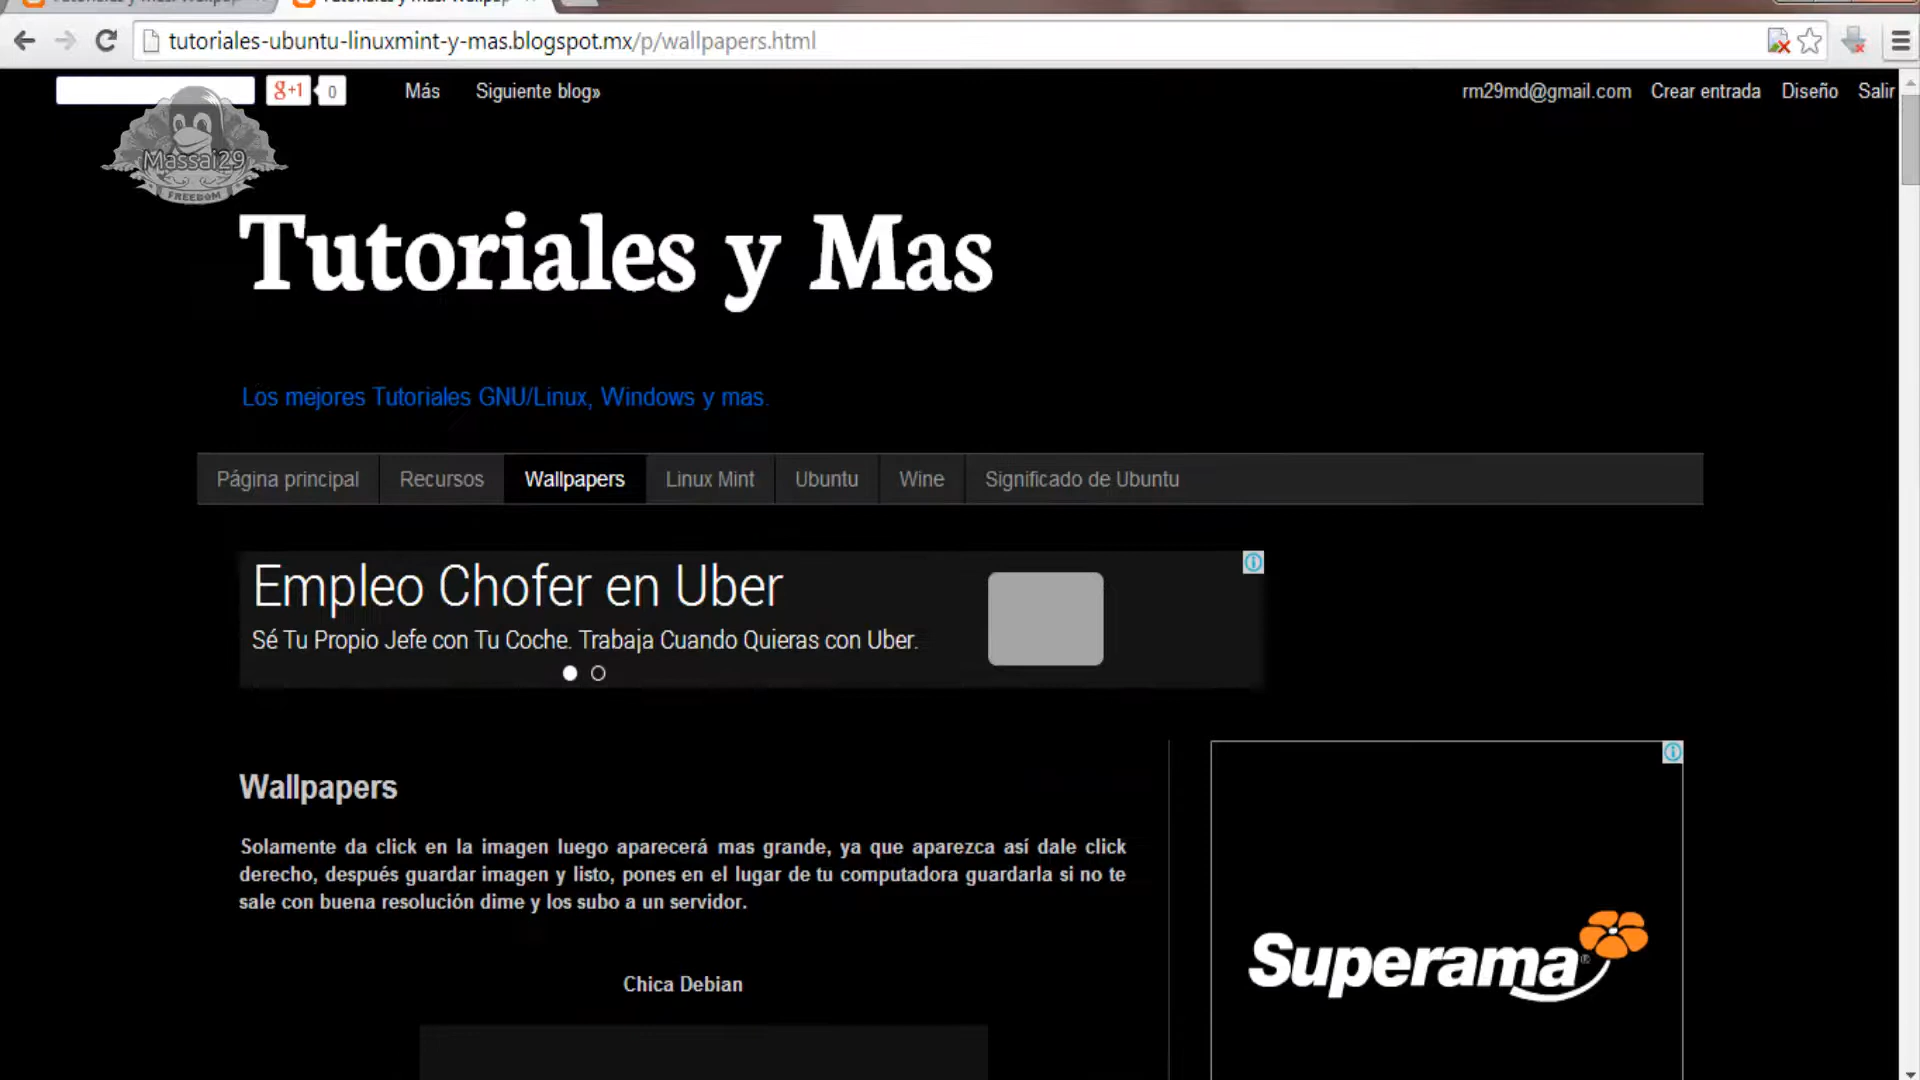 tutoriales-ubuntu-linuxmint-y-mas.blogspot.mx/p/wallpapers.html
g+1 0 Más Siguiente blog» rm29md@gmail.com Crear entrada Diseño Salir
Massai29
FREEDOM
Tutoriales y Mas
Los mejores Tutoriales GNU/Linux, Windows y mas.
Página principal Recursos Wallpapers Linux Mint Ubuntu Wine Significado de Ubuntu
Empleo Chofer en Uber
Sé Tu Propio Jefe con Tu Coche. Trabaja Cuando Quieras con Uber.
Wallpapers
Solamente da click en la imagen luego aparecerá mas grande, ya que aparezca así dale click
derecho, después guardar imagen y listo, pones en el lugar de tu computadora guardarla si no te
sale con buena resolución dime y los subo a un servidor.
Chica Debian
Superama®